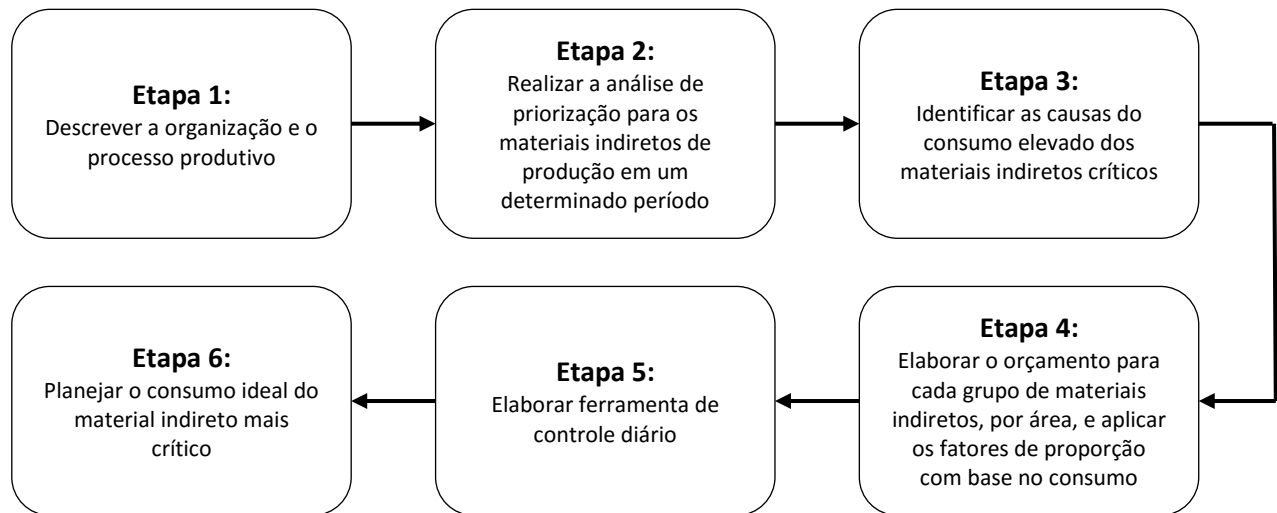 Etapa 1:
Descrever a organização e o
processo produtivo
Etapa 2:
Realizar a análise de
priorização para os
materiais indiretos de
produção em um
determinado período
Etapa 3:
Identificar as causas do
consumo elevado dos
materiais indiretos críticos
Etapa 4:
Elaborar o orçamento para
cada grupo de materiais
indiretos, por área, e aplicar
os fatores de proporção
com base no consumo
Etapa 5:
Elaborar ferramenta de
controle diário
Etapa 6:
Planejar o consumo ideal do
material indireto mais
crítico